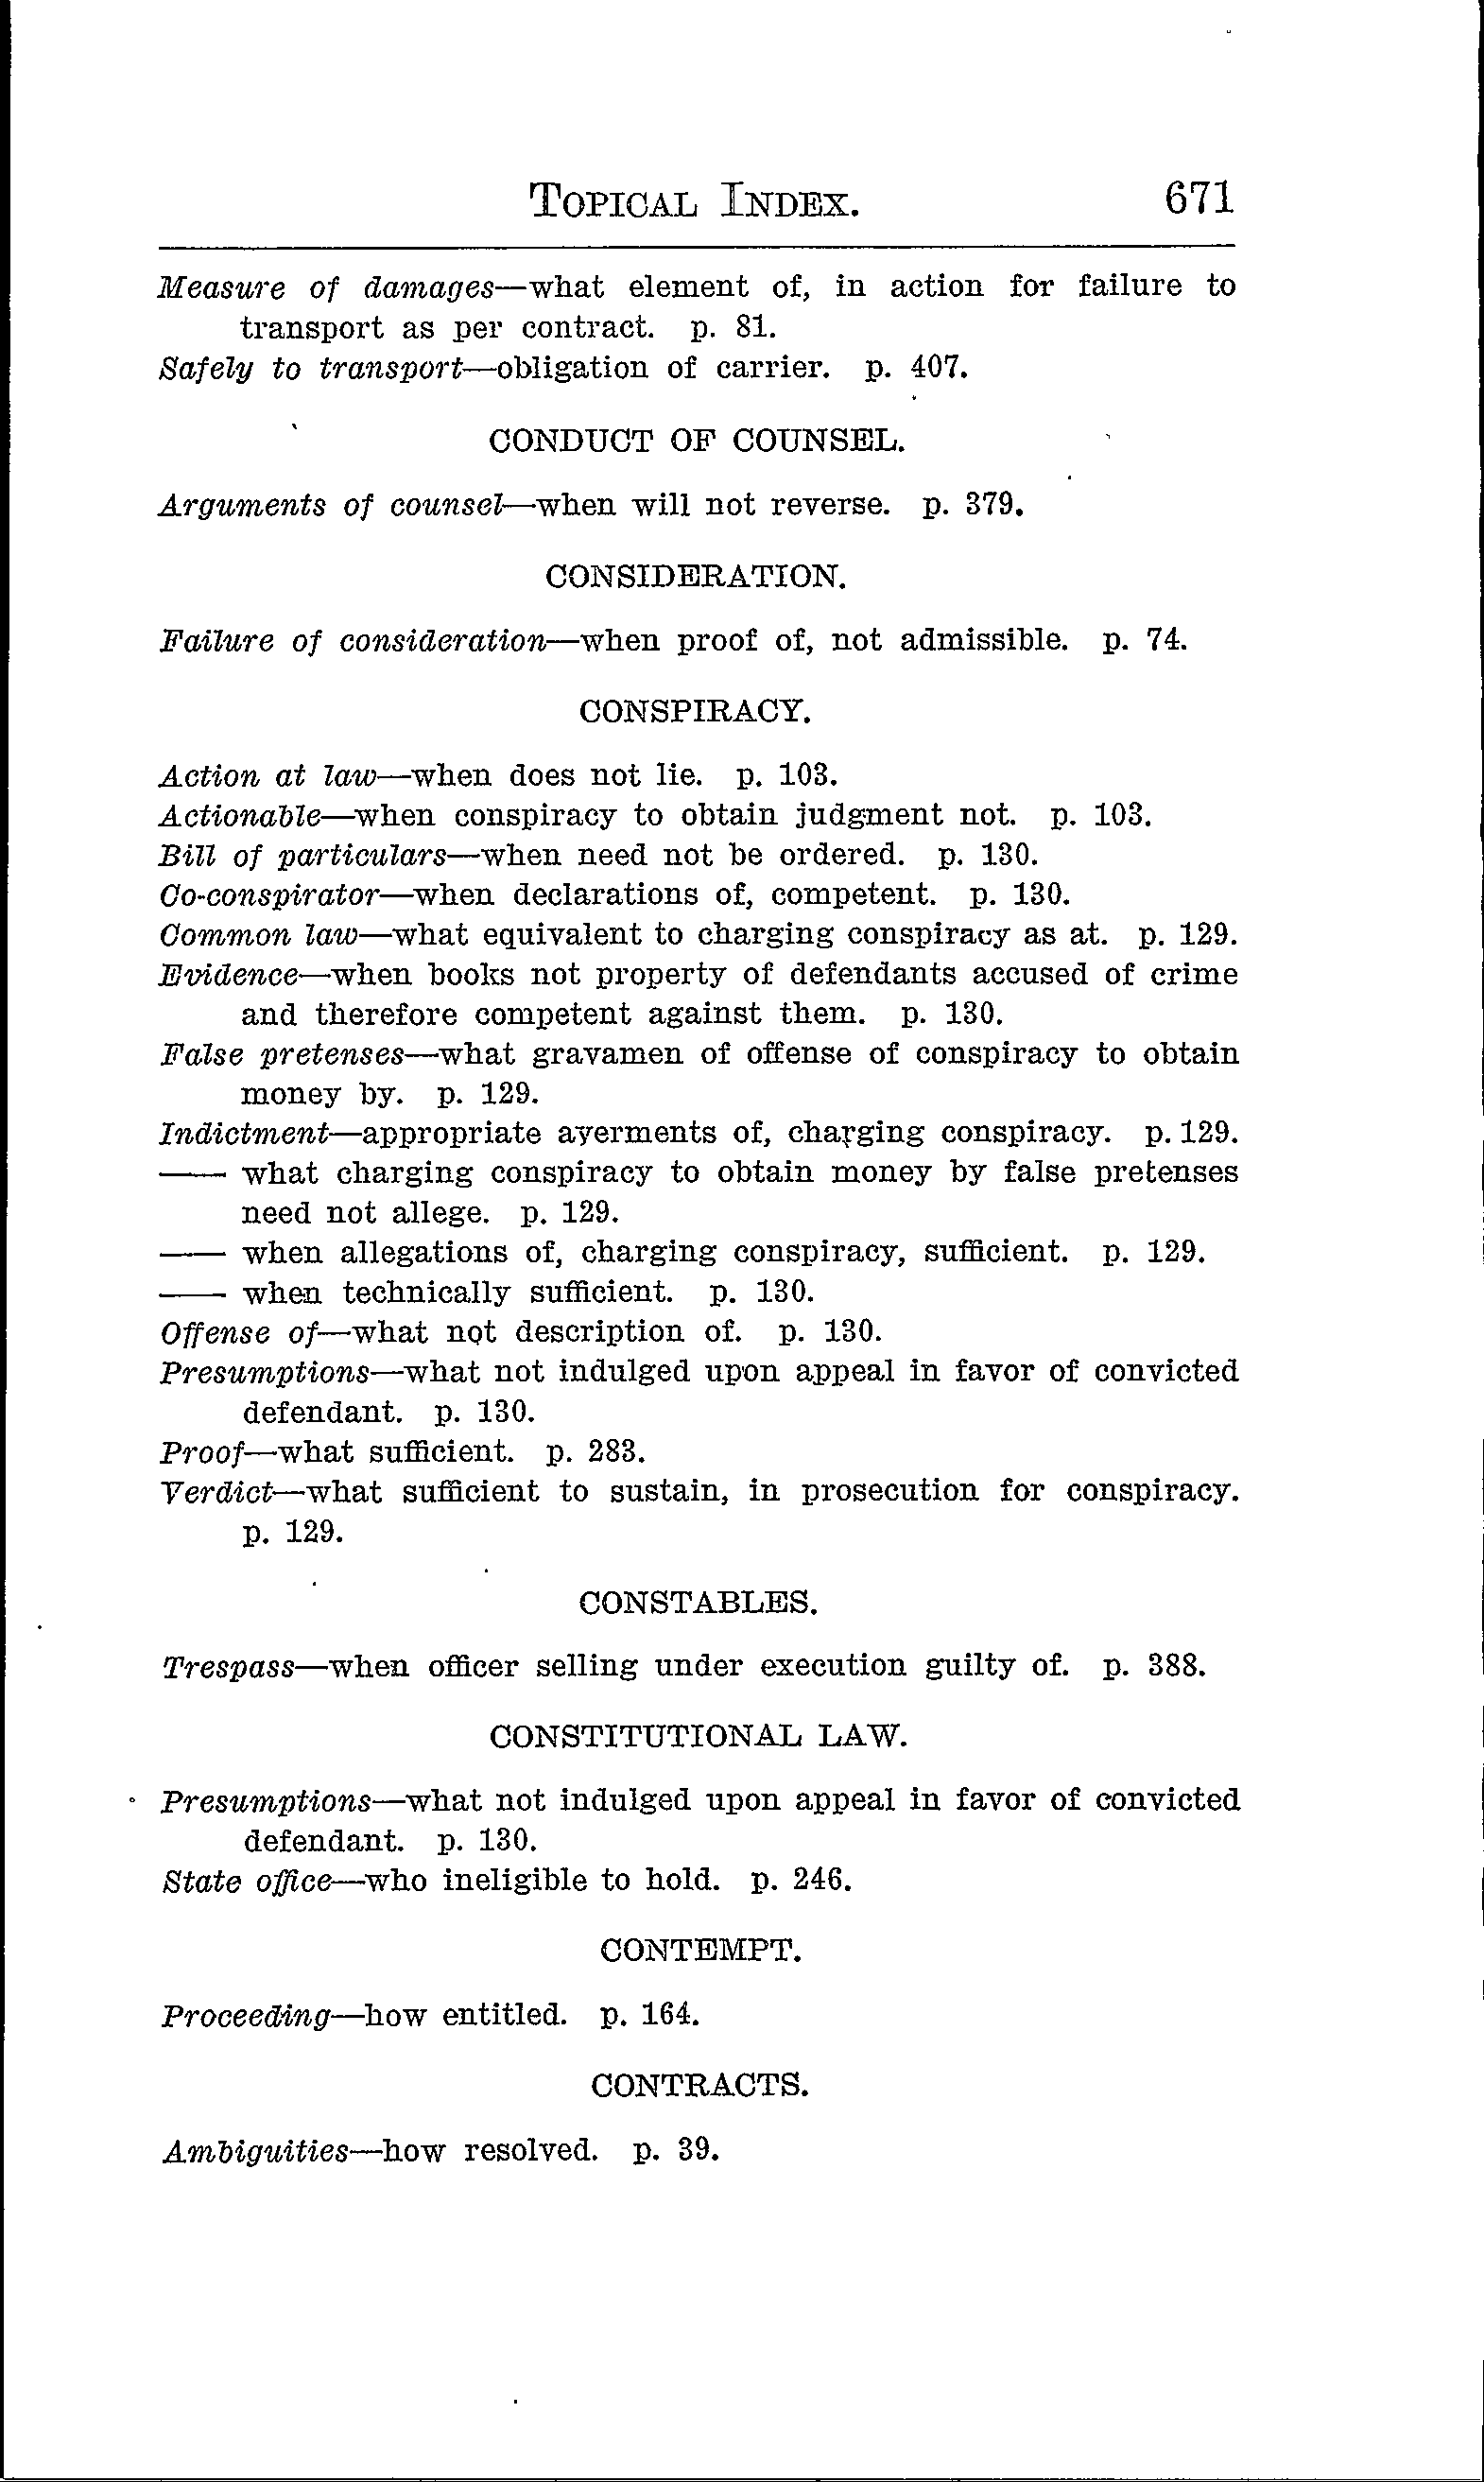 TOPICAL INDEX. 671
Measure of damages—what element of, in action for failure to
transport as per contract. p. 81.
Safely to transport—obligation of carrier. p. 407.
CONDUCT OF COUNSEL.
Arguments of counsel—when will not reverse. p. 379.
CONSIDERATION.
Failure of consideration—when proof of, not admissible. p. 74.
CONSPIRACY.
Action at law—when does not lie. p. 103.
Actionable—when conspiracy to obtain judgment not. p. 103.
Bill of particulars—when need not be ordered. p. 130.
Co-conspirator—when declarations of, competent. p. 130.
Common law—what equivalent to charging conspiracy as at. p. 129.
Evidence—when books not property of defendants accused of crime
and therefore competent against them. p. 130.
False pretenses—what gravamen of offense of conspiracy to obtain
money by. p. 129.
Indictment—appropriate averments of, charging conspiracy. p. 129.
—— what charging conspiracy to obtain money by false pretenses
need not allege. p. 129.
—— when allegations of, charging conspiracy, sufficient. p. 129.
—— when technically sufficient. p. 130.
Offense of—what not description of. p. 130.
Presumptions—what not indulged upon appeal in favor of convicted
defendant. p. 130.
Proof—what sufficient. p. 283.
Verdict—what sufficient to sustain, in prosecution for conspiracy.
p. 129.
CONSTABLES.
Trespass—when officer selling under execution guilty of. p. 388.
CONSTITUTIONAL LAW.
Presumptions—what not indulged upon appeal in favor of convicted
defendant. p. 130.
State office—who ineligible to hold. p. 246.
CONTEMPT.
Proceeding—how entitled. p. 164.
CONTRACTS.
Ambiguities—how resolved. p. 39.